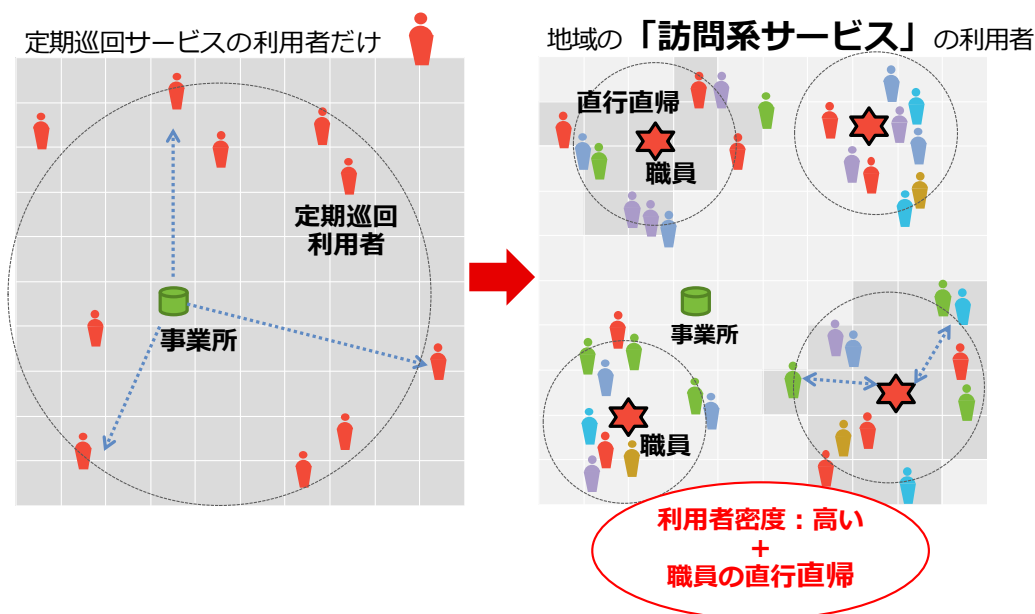 定期巡回サービスの利用者だけ
定期巡回
利用者
事業所
地域の「訪問系サービス」の利用者
直行直帰
職員
事業所
職員
利用者密度：高い
+
職員の直行直帰